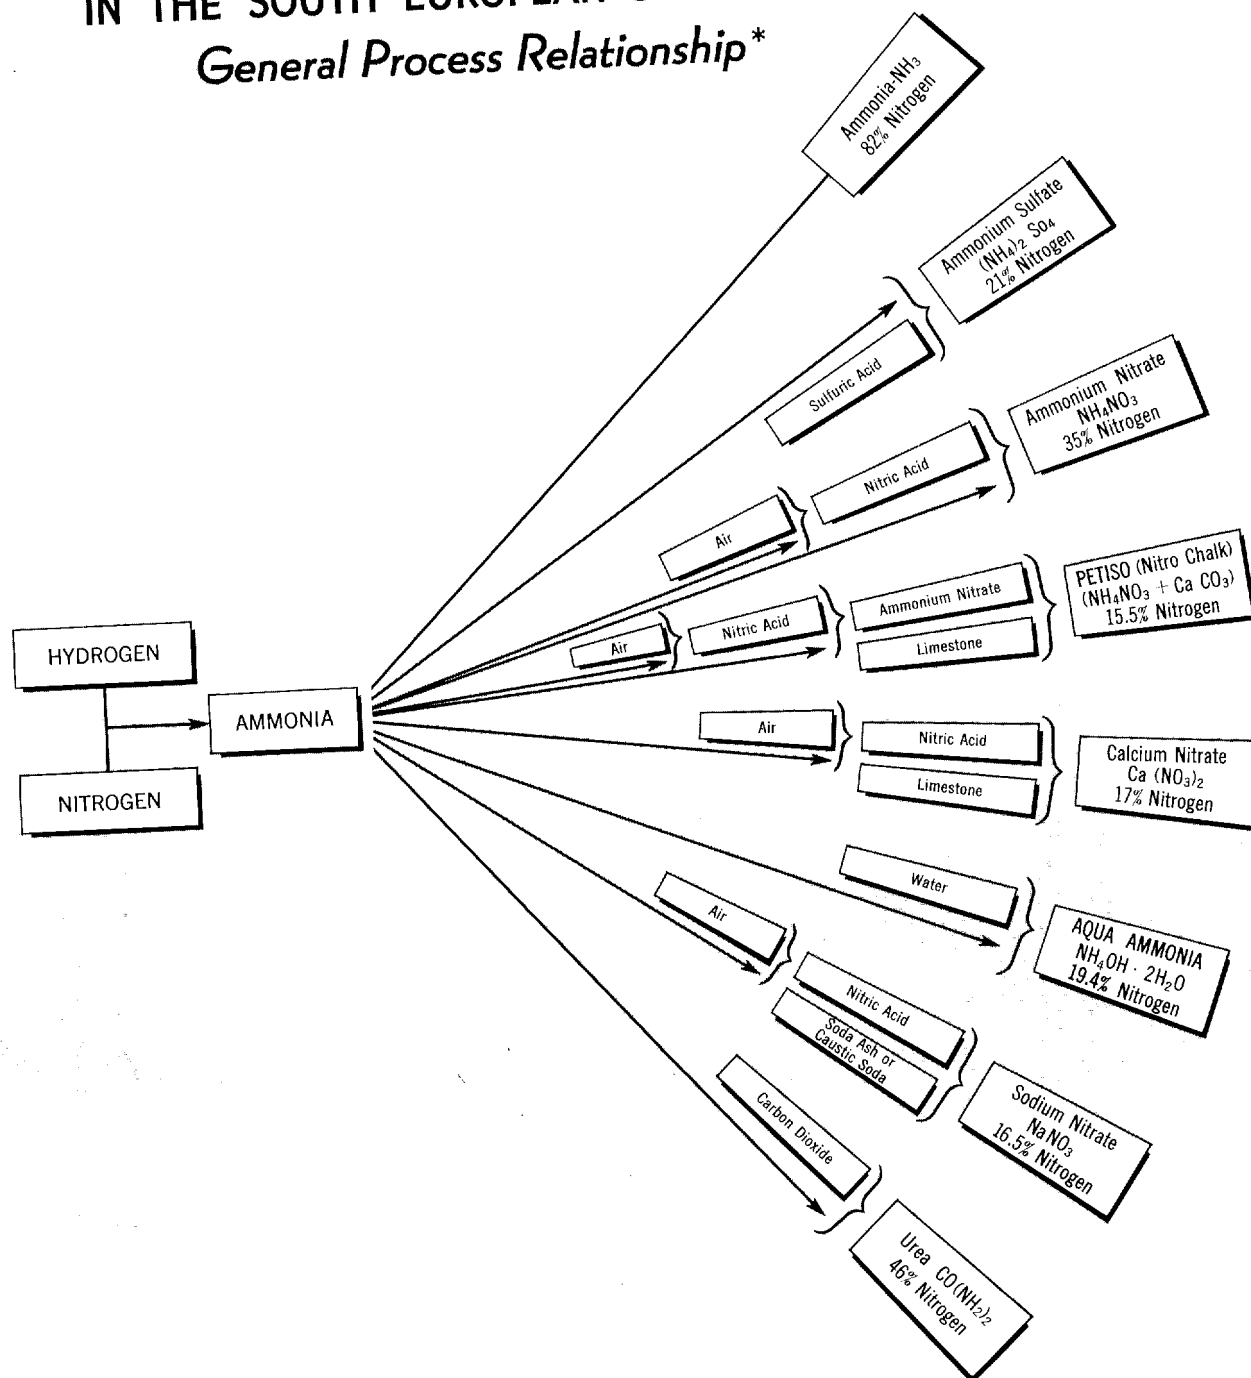 IN THE SOUTH EUROPEAN
General Process Relationship*
Ammonia-NH3
82% Nitrogen
Ammonium Sulfate
(NH4)2 So4
21% Nitrogen
Sulfuric Acid
Ammonium Nitrate
NH4NO3
35% Nitrogen
Nitric Acid
Air
PETISO (Nitro Chalk)
(NH4NO3 + Ca CO3)
15.5% Nitrogen
Ammonium Nitrate
Limestone
Nitric Acid
Air
HYDROGEN
AMMONIA
NITROGEN
Air
Nitric Acid
Limestone
Calcium Nitrate
Ca (NO3)2
17% Nitrogen
Water
AQUA AMMONIA
NH4OH · 2H2O
19.4% Nitrogen
Air
Nitric Acid
Soda Ash or
Caustic Soda
Sodium Nitrate
NaNO3
16.5% Nitrogen
Carbon Dioxide
Urea CO(NH2)2
46% Nitrogen